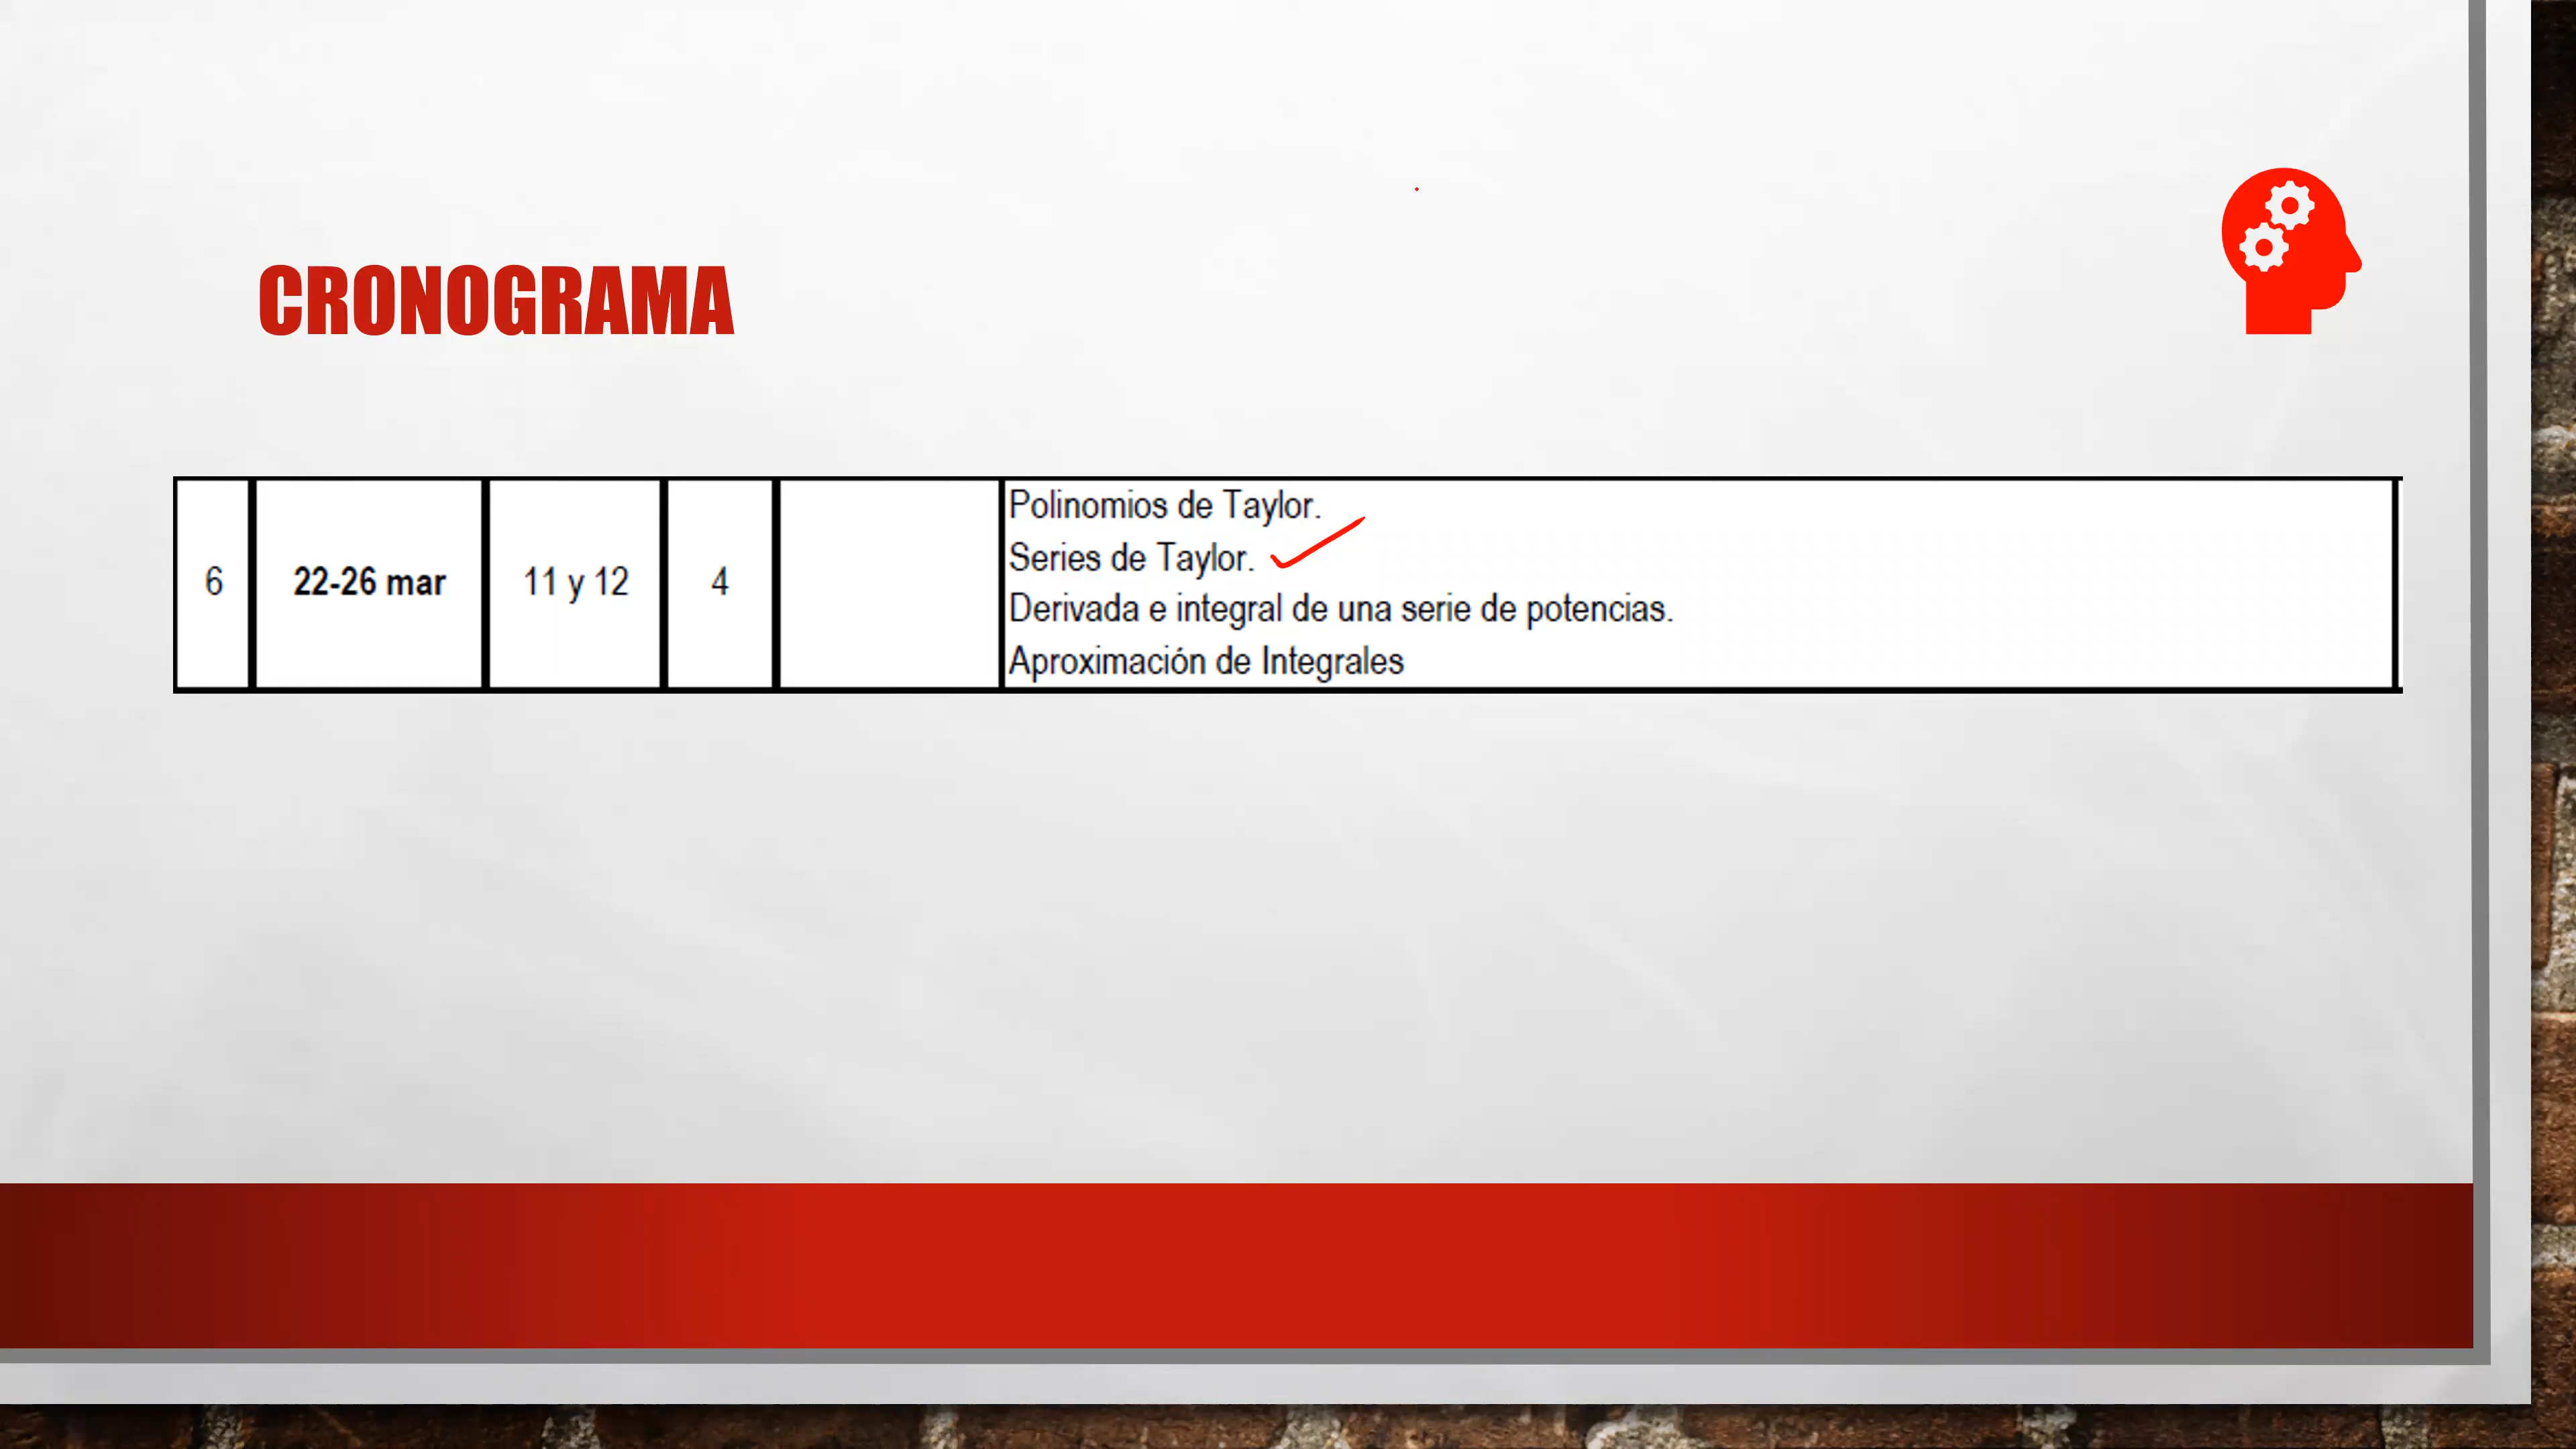 CRONOGRAMA
6
22-26 mar
11 y 12
4
Polinomios de Taylor.
Series de Taylor.
Derivada e integral de una serie de potencias.
Aproximación de Integrales